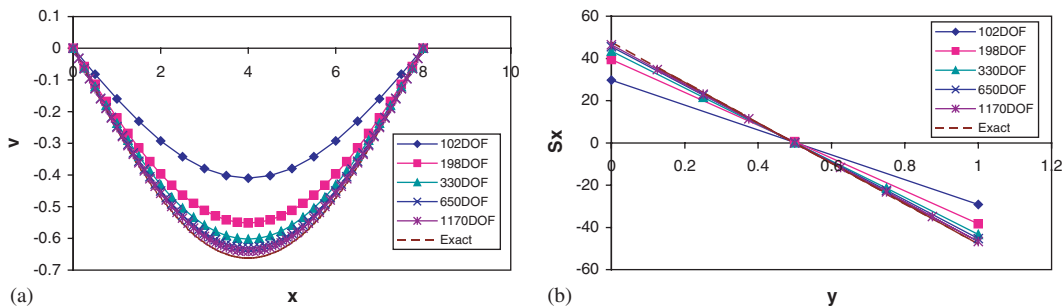 0.1
0
-0.1
-0.2
-0.3
-0.4
-0.5
-0.6
-0.7
0 2 4 6 8 10
v
x
102DOF
198DOF
330DOF
650DOF
1170DOF
Exact
(a)
60
40
20
0
-20
-40
-60
0 0.2 0.4 0.6 0.8 1 1.2
Sx
y
102DOF
198DOF
330DOF
650DOF
1170DOF
Exact
(b)